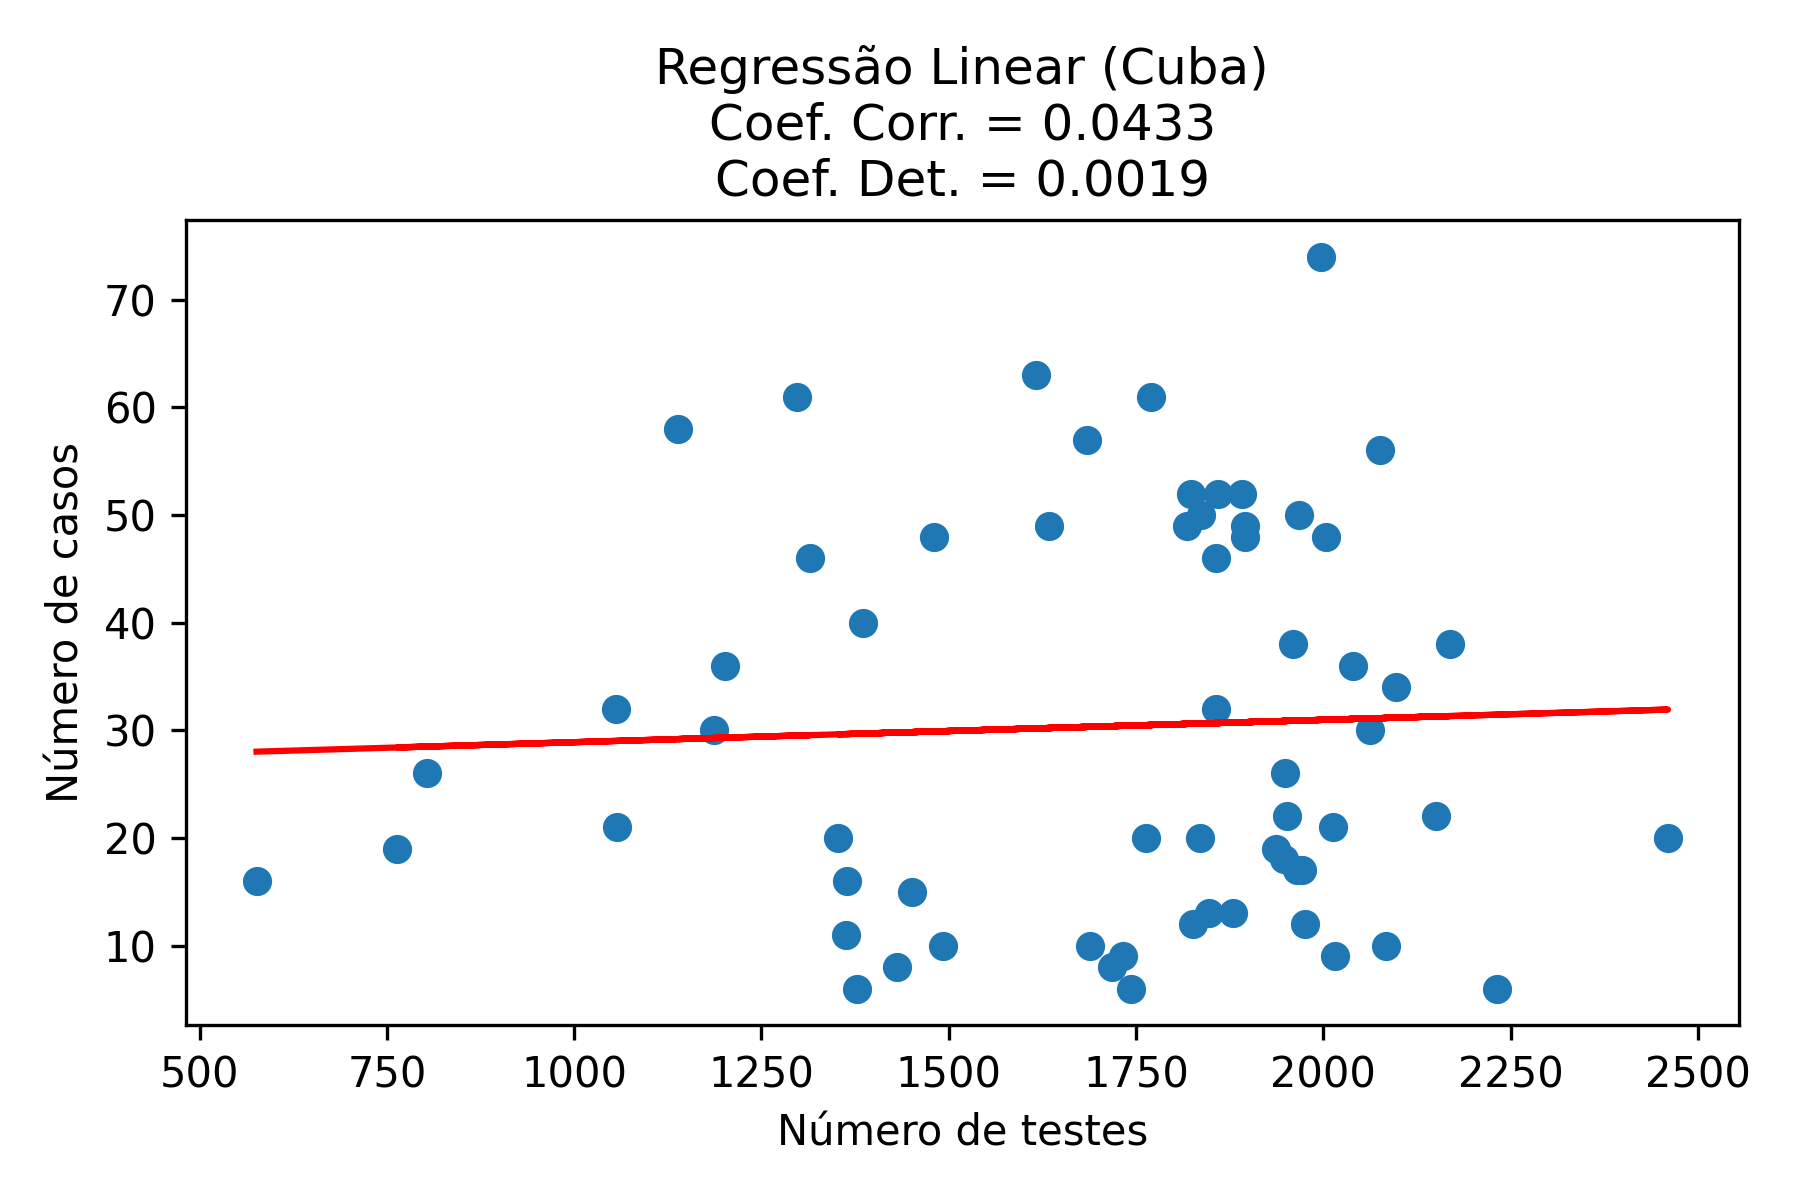 Regressão Linear (Cuba)
Coef. Corr. = 0.0433
Coef. Det. = 0.0019
70
60
50
40
30
20
10
Número de casos
500 750 1000 1250 1500 1750 2000 2250 2500
Número de testes